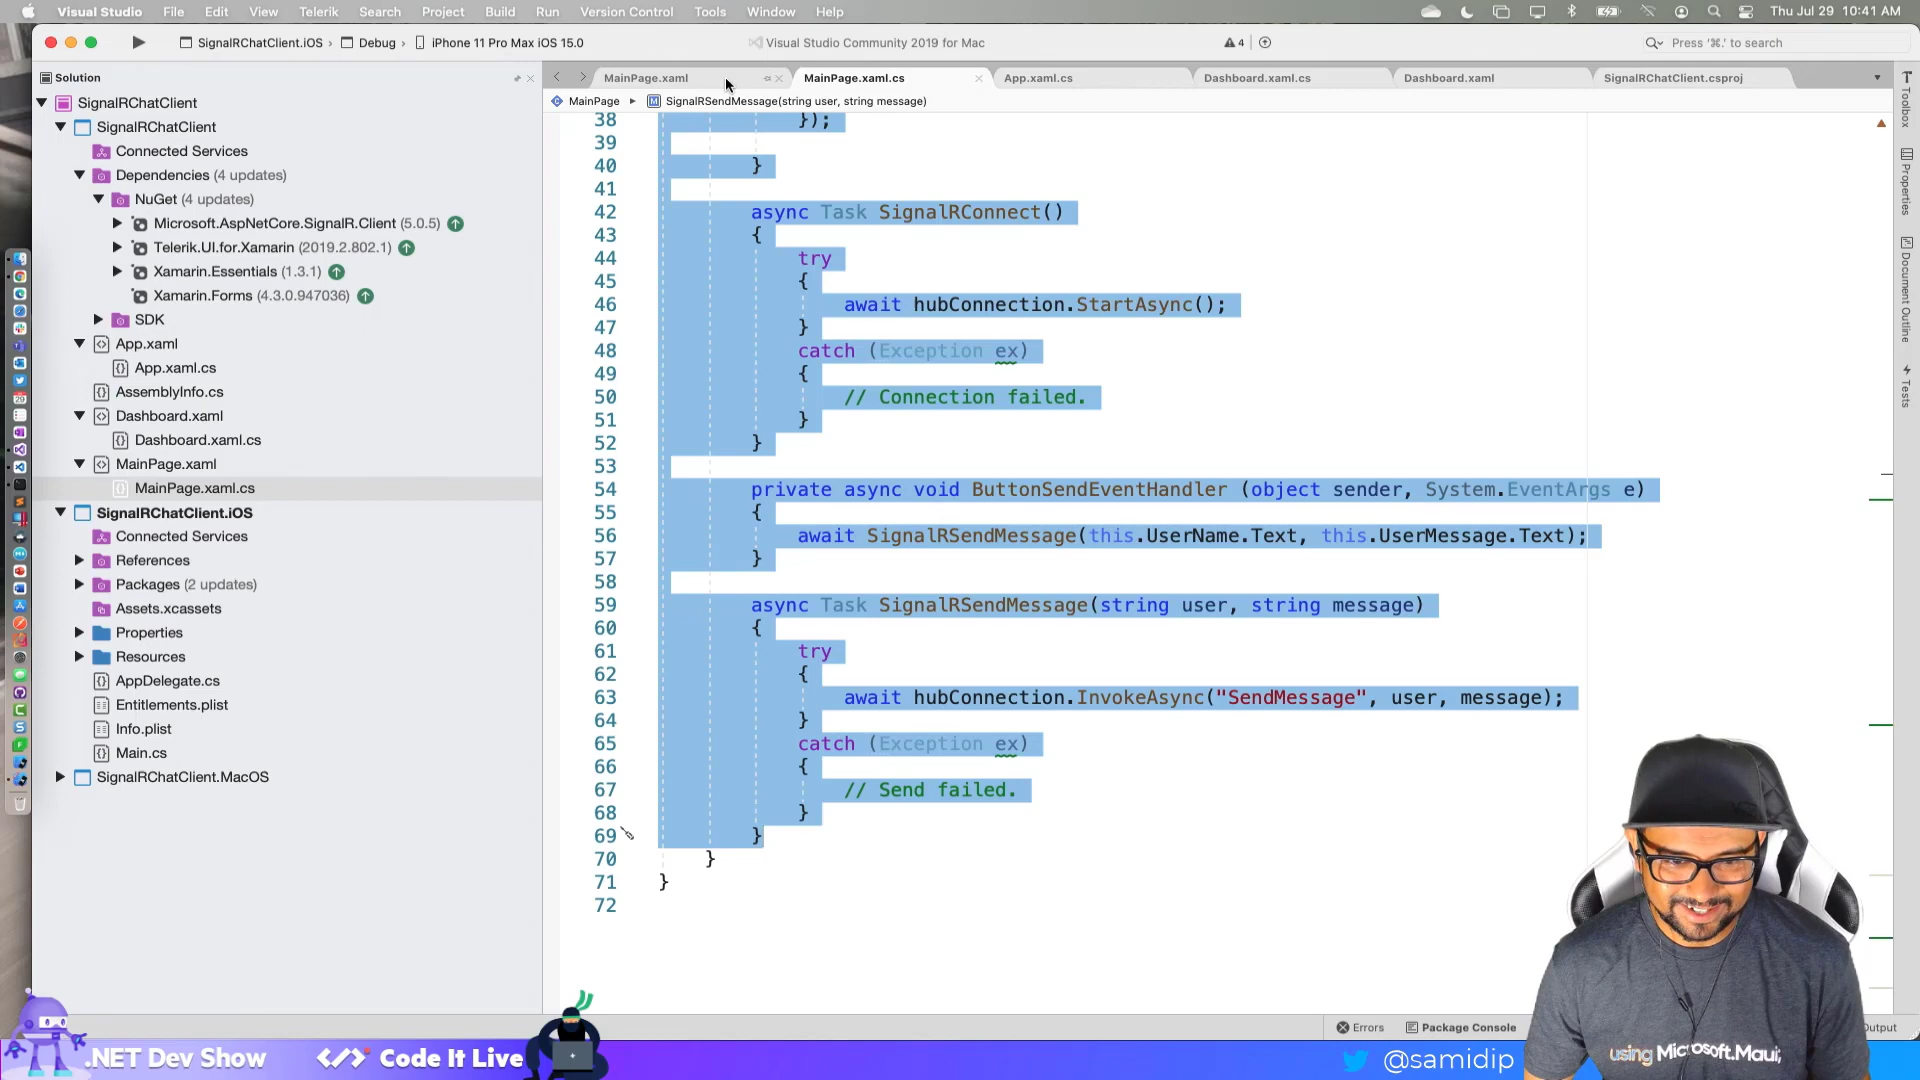 Visual Studio File Edit View Telerik Search Project Build Run Version Control Tools Window Help Thu Jul 29 10:41 AM
SignalRChatClient.iOS › Debug › iPhone 11 Pro Max iOS 15.0 Visual Studio Community 2019 for Mac 4 Press '⌘.' to search
Solution
MainPage.xaml MainPage.xaml.cs App.xaml.cs Dashboard.xaml.cs Dashboard.xaml SignalRChatClient.csproj
MainPage SignalRSendMessage(string user, string message)
SignalRChatClient
SignalRChatClient
Connected Services
Dependencies (4 updates)
NuGet (4 updates)
Microsoft.AspNetCore.SignalR.Client (5.0.5)
Telerik.UI.for.Xamarin (2019.2.802.1)
Xamarin.Essentials (1.3.1)
Xamarin.Forms (4.3.0.947036)
SDK
App.xaml
App.xaml.cs
AssemblyInfo.cs
Dashboard.xaml
Dashboard.xaml.cs
MainPage.xaml
MainPage.xaml.cs
SignalRChatClient.iOS
Connected Services
References
Packages (2 updates)
Assets.xcassets
Properties
Resources
AppDelegate.cs
Entitlements.plist
Info.plist
Main.cs
SignalRChatClient.MacOS
38 });
39
40 }
41
42 async Task SignalRConnect()
43 {
44 try
45 {
46 await hubConnection.StartAsync();
47 }
48 catch (Exception ex)
49 {
50 // Connection failed.
51 }
52 }
53
54 private async void ButtonSendEventHandler (object sender, System.EventArgs e)
55 {
56 await SignalRSendMessage(this.UserName.Text, this.UserMessage.Text);
57 }
58
59 async Task SignalRSendMessage(string user, string message)
60 {
61 try
62 {
63 await hubConnection.InvokeAsync("SendMessage", user, message);
64 }
65 catch (Exception ex)
66 {
67 // Send failed.
68 }
69 }
70 }
71 }
72
Toolbox
Properties
Document Outline
Tests
Errors Package Console Output
.NET Dev Show </> Code It Live @samidip
using Microsoft.Maui;